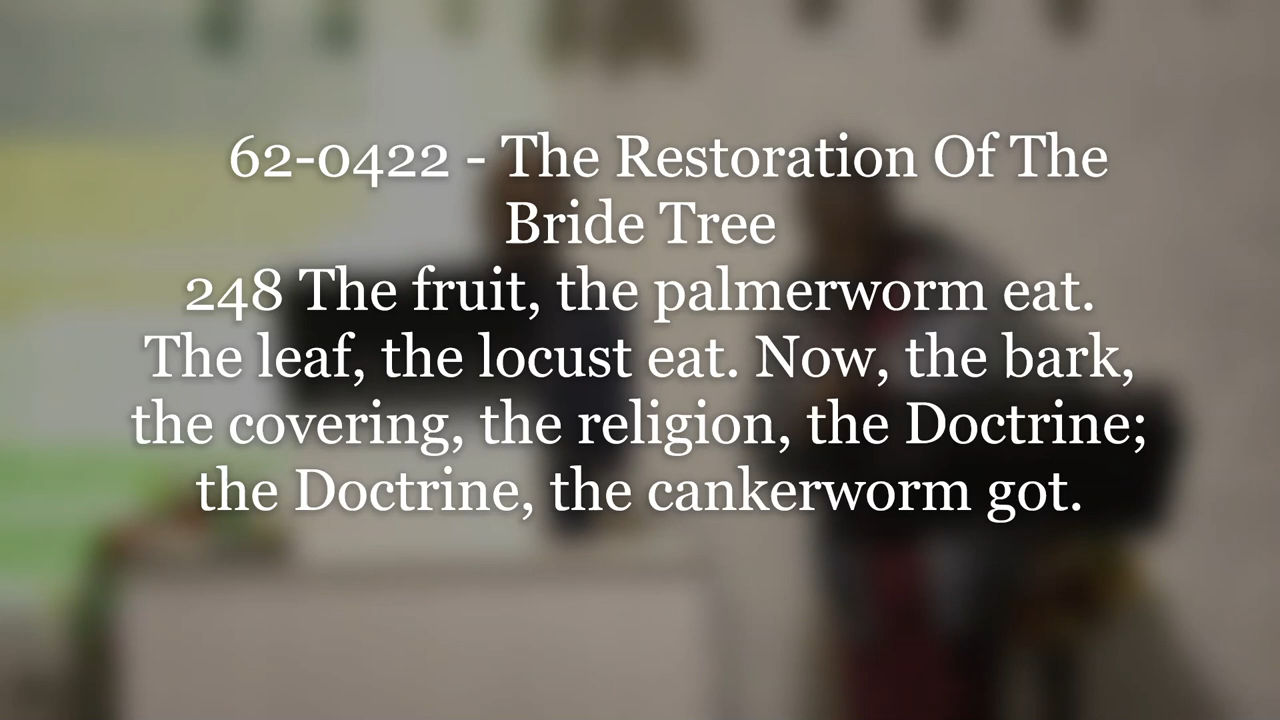 62-0422 - The Restoration Of The
Bride Tree
248 The fruit, the palmerworm eat.
The leaf, the locust eat. Now, the bark,
the covering, the religion, the Doctrine;
the Doctrine, the cankerworm got.